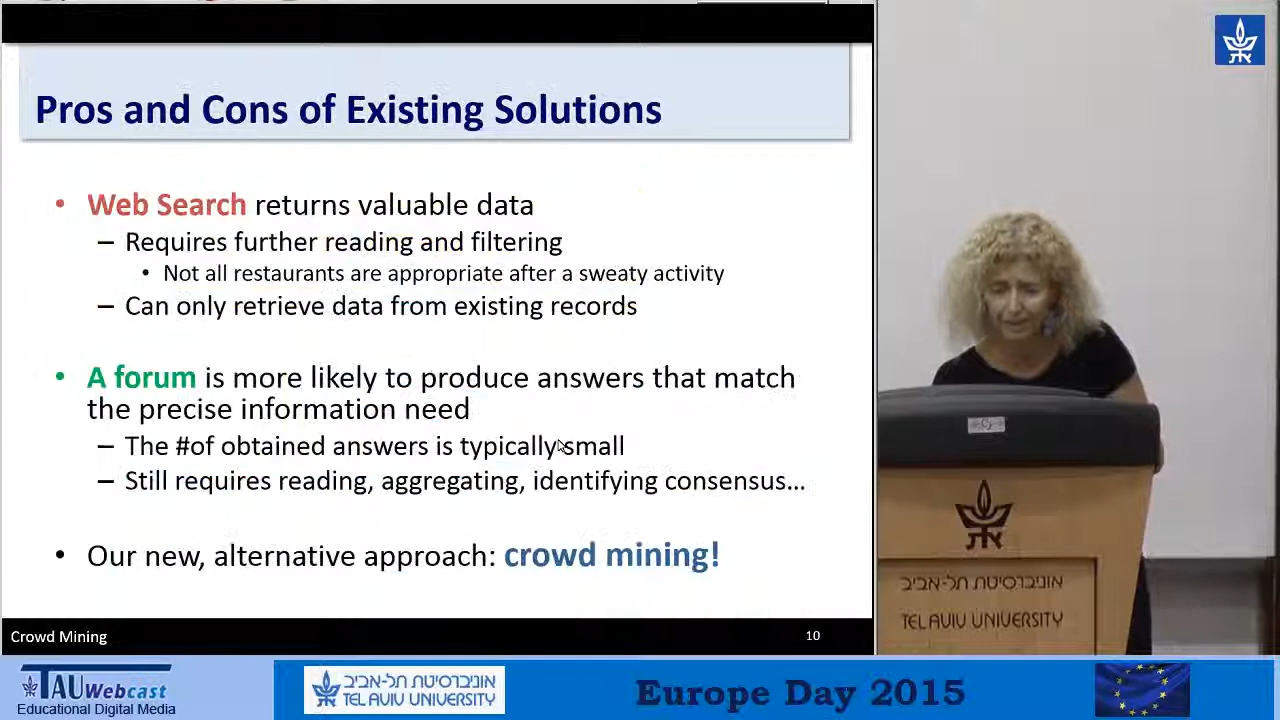 Pros and Cons of Existing Solutions
• Web Search returns valuable data
– Requires further reading and filtering
• Not all restaurants are appropriate after a sweaty activity
– Can only retrieve data from existing records
• A forum is more likely to produce answers that match
the precise information need
– The #of obtained answers is typically small
– Still requires reading, aggregating, identifying consensus...
• Our new, alternative approach: crowd mining!
Crowd Mining
10
אוניברסיטת תל-אביב
TEL AVIV UNIVERSITY
TAU Webcast
Educational Digital Media
אוניברסיטת תל-אביב
TEL AVIV UNIVERSITY
Europe Day 2015